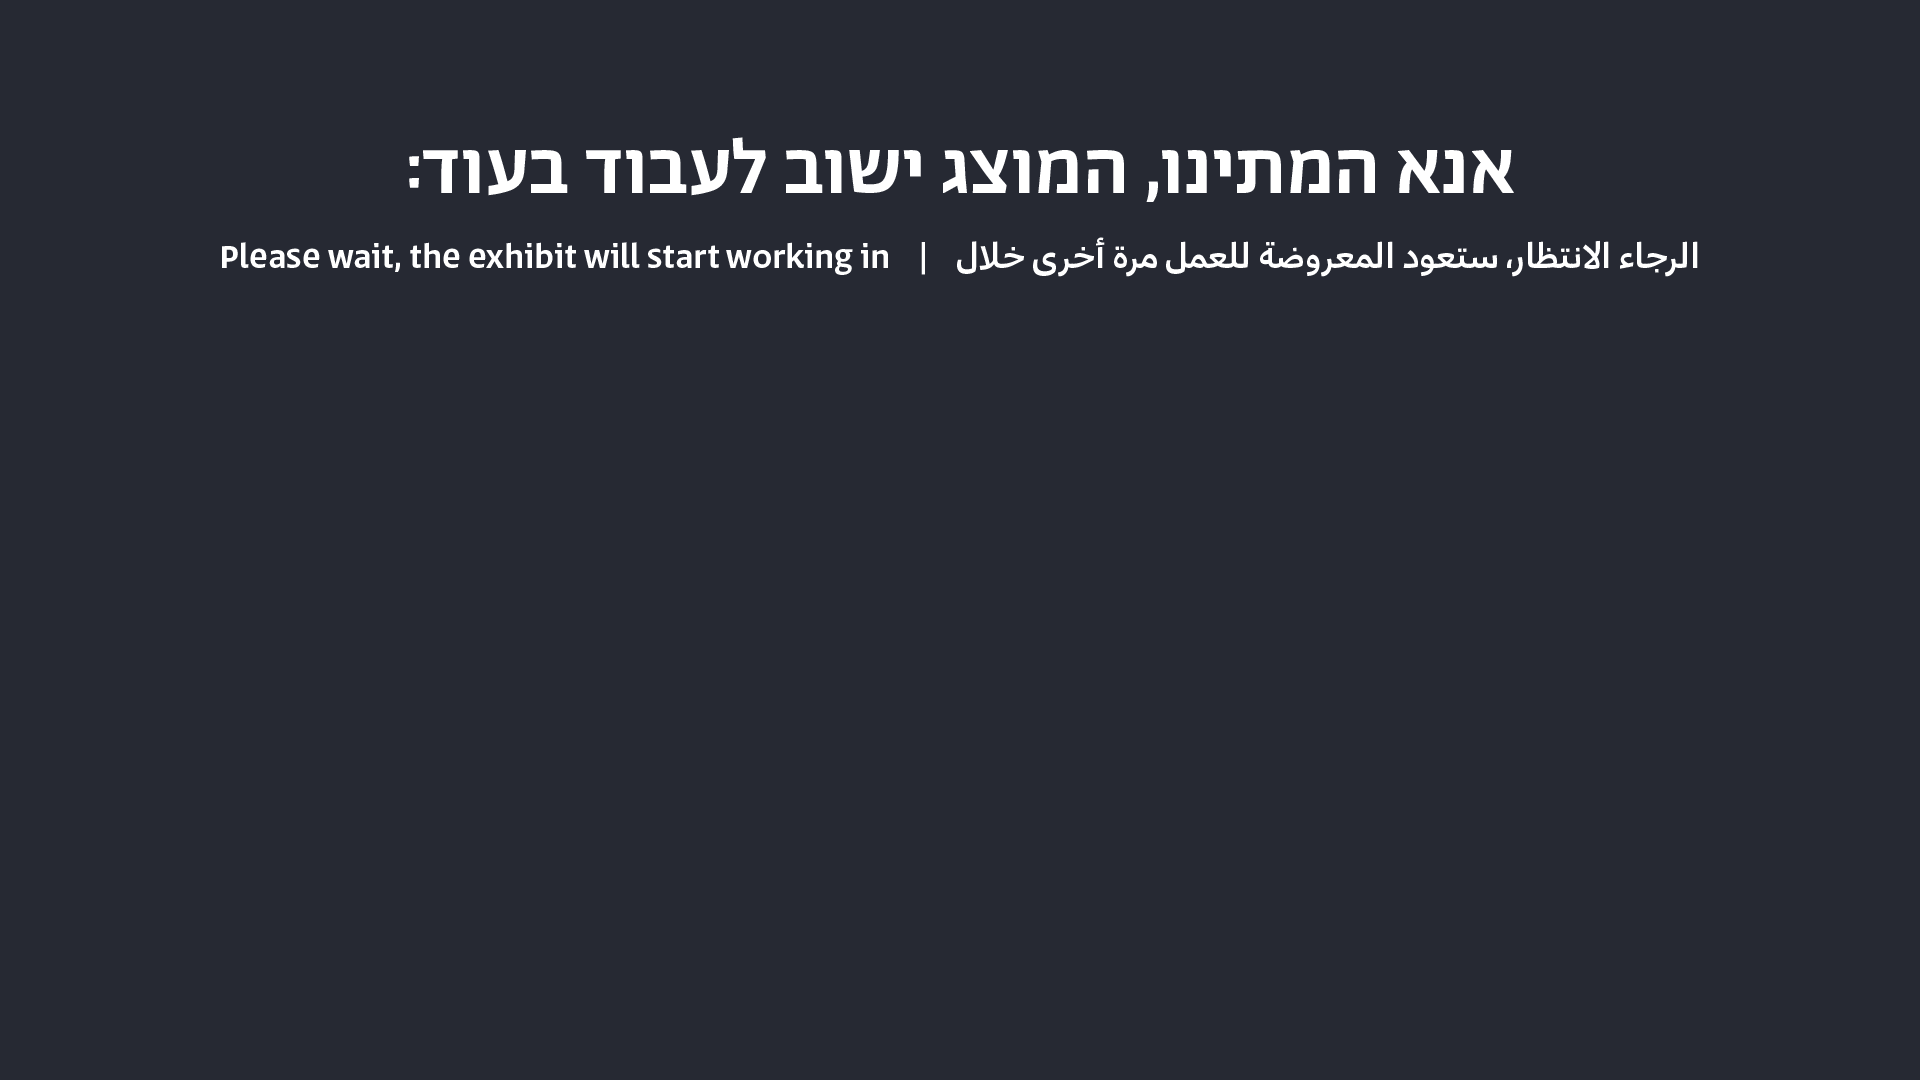 אנא המתינו, המוצג ישוב לעבוד בעוד:
Please wait, the exhibit will start working in | الرجاء الانتظار، ستعود المعروضة للعمل مرة أخرى خلال